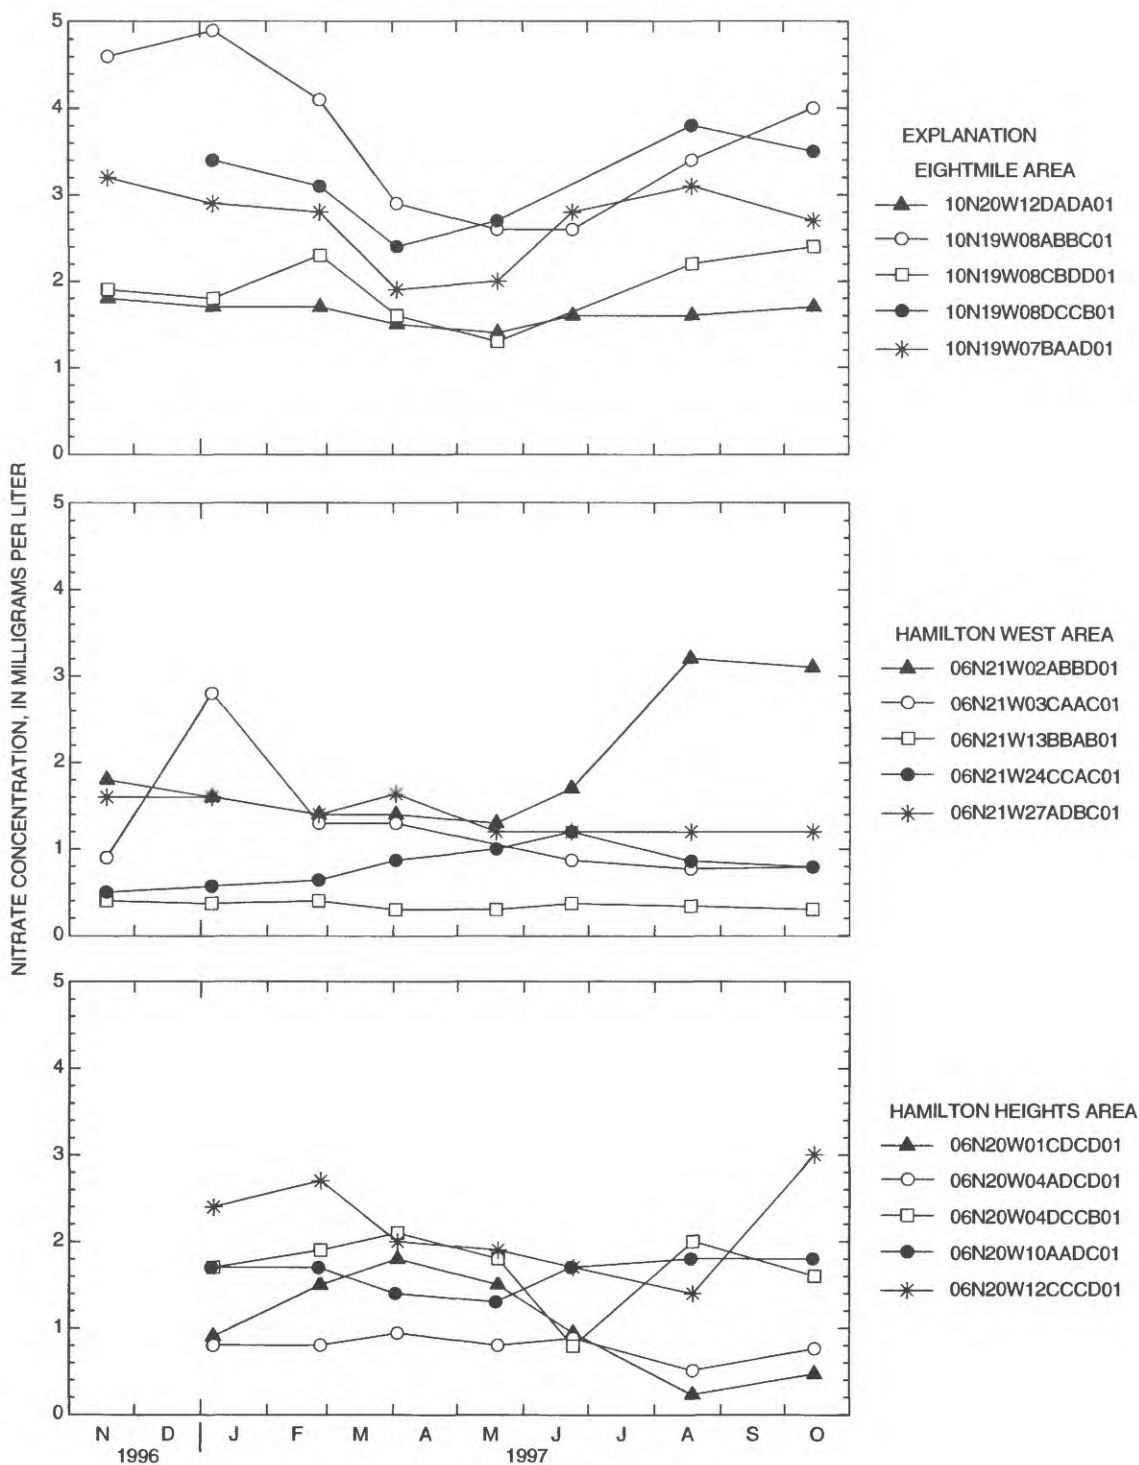 NITRATE CONCENTRATION, IN MILLIGRAMS PER LITER
5
4
3
2
1
0
EXPLANATION
EIGHTMILE AREA
10N20W12DADA01
10N19W08ABBC01
10N19W08CBDD01
10N19W08DCCB01
10N19W07BAAD01
5
4
3
2
1
0
HAMILTON WEST AREA
06N21W02ABBD01
06N21W03CAAC01
06N21W13BBAB01
06N21W24CCAC01
06N21W27ADBC01
5
4
3
2
1
0
HAMILTON HEIGHTS AREA
06N20W01CDCD01
06N20W04ADCD01
06N20W04DCCB01
06N20W10AADC01
06N20W12CCCD01
N D J F M A M J J A S O
1996 1997